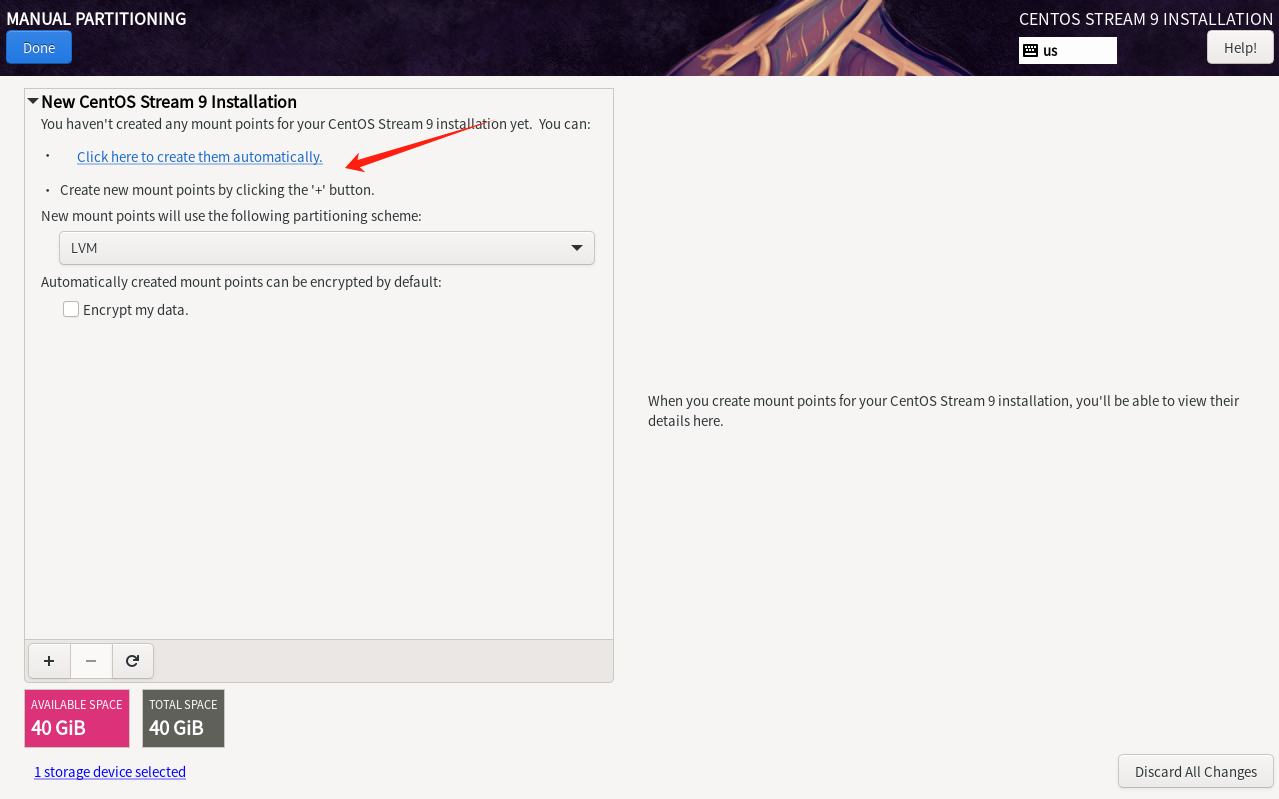 MANUAL PARTITIONING
CENTOS STREAM 9 INSTALLATION
Done
us
Help!
New CentOS Stream 9 Installation
You haven't created any mount points for your CentOS Stream 9 installation yet.  You can:
· Click here to create them automatically.
· Create new mount points by clicking the '+' button.
New mount points will use the following partitioning scheme:
LVM
Automatically created mount points can be encrypted by default:
Encrypt my data.
When you create mount points for your CentOS Stream 9 installation, you'll be able to view their
details here.
+ −
AVAILABLE SPACE
40 GiB
TOTAL SPACE
40 GiB
1 storage device selected
Discard All Changes